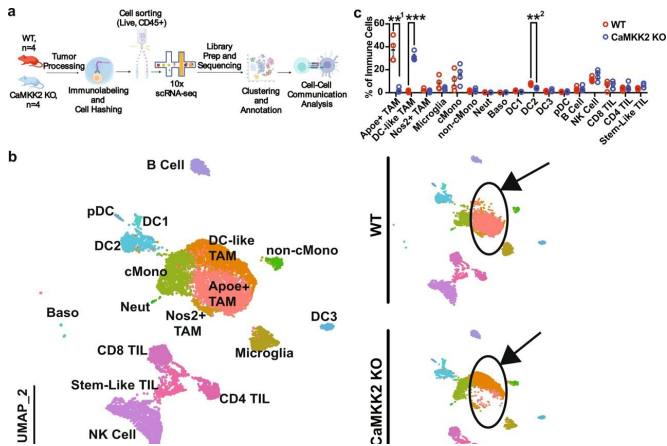 a
WT,
n=4
CaMKK2 KO,
n=4
Tumor
Processing
Immunolabeling and
Cell Hashing
Cell sorting
(Live, CD45+)
10x
scRNA-seq
Library
Prep and
Sequencing
Clustering
and
Annotation
Cell-Cell
Communication
Analysis
c
% of Immune Cells
60
40
20
0
**1
***
**2
WT
CaMKK2 KO
Apoe+ TAM
DC-like TAM
Nos2+ TAM
Microglia
cMono
non-cMono
Neut
Baso
DC1
DC2
DC3
pDC
B Cell
NK Cell
CD8 TIL
CD4 TIL
Stem-Like TIL
b
B Cell
pDC
DC1
DC2
DC-like
TAM
non-cMono
cMono
Apoe+
TAM
Neut
Nos2+
TAM
Baso
DC3
Microglia
CD8 TIL
Stem-Like TIL
CD4 TIL
NK Cell
UMAP_2
WT
CaMKK2 KO